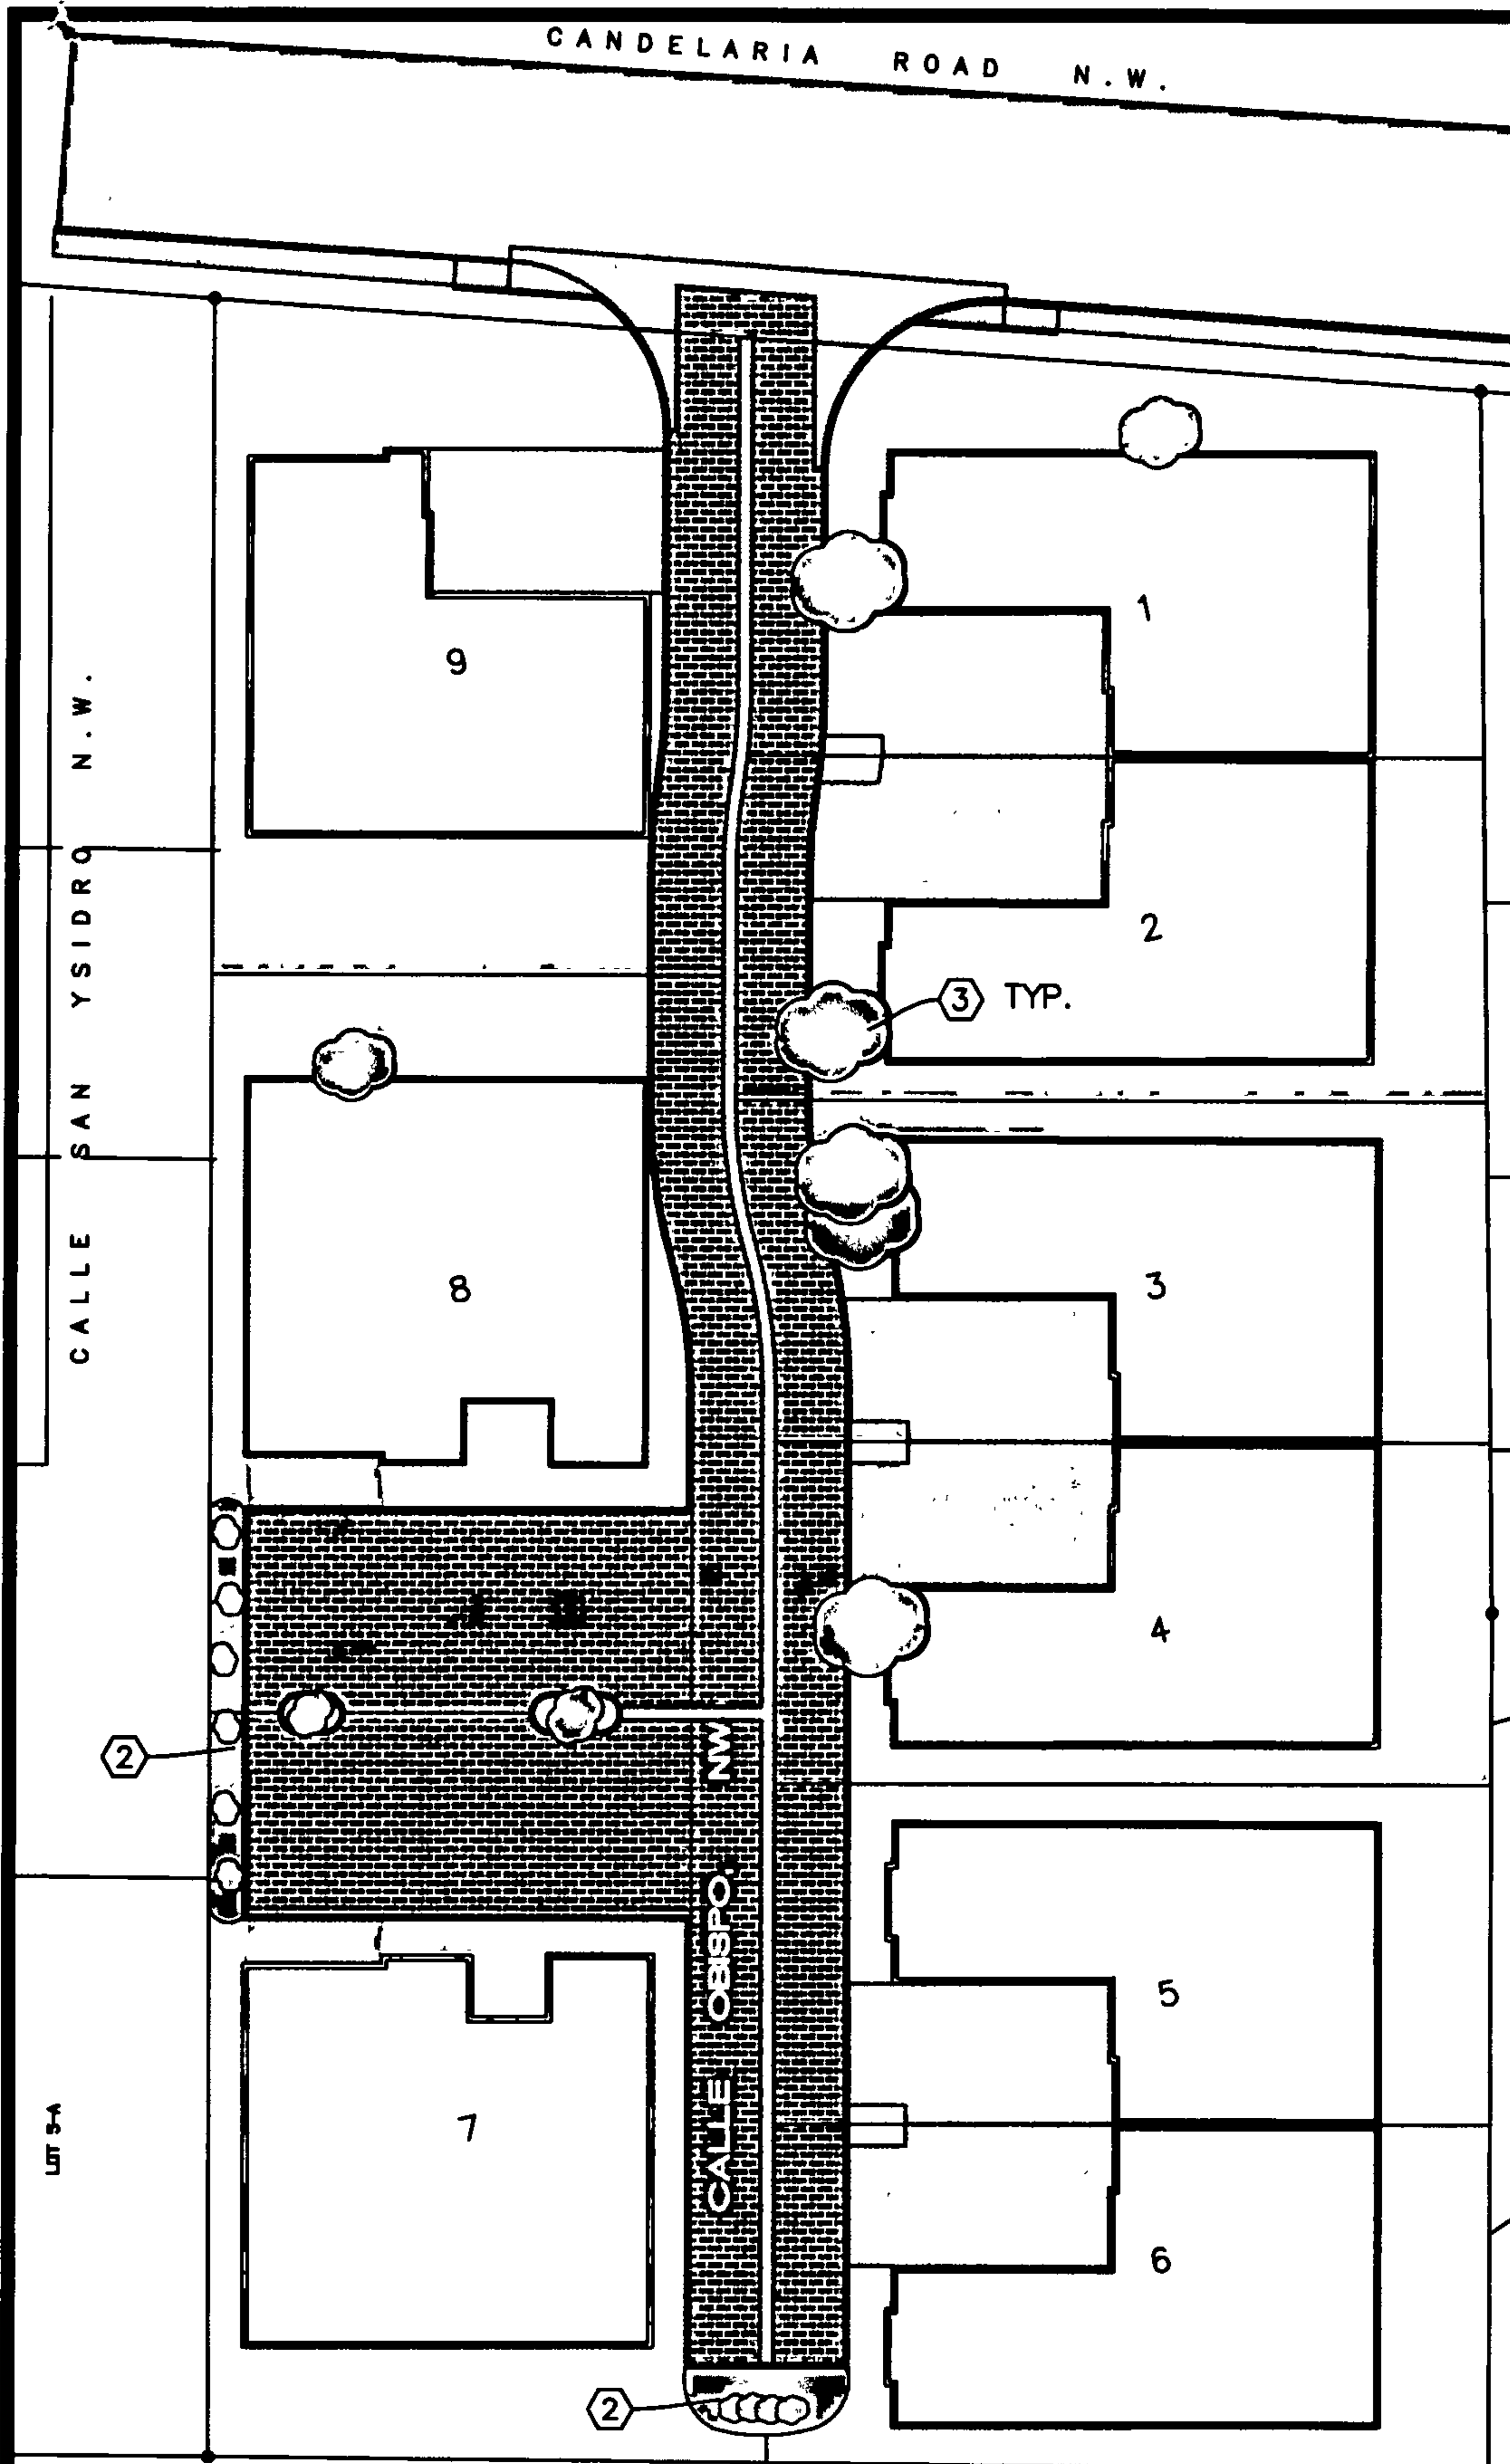 CANDELARIA ROAD N.W.
CALLE SAN YSIDRO N.W.
9
1
2
3 TYP.
8
3
4
2
CALLE OBISPO, NW
7
5
LOT 5-A
6
2